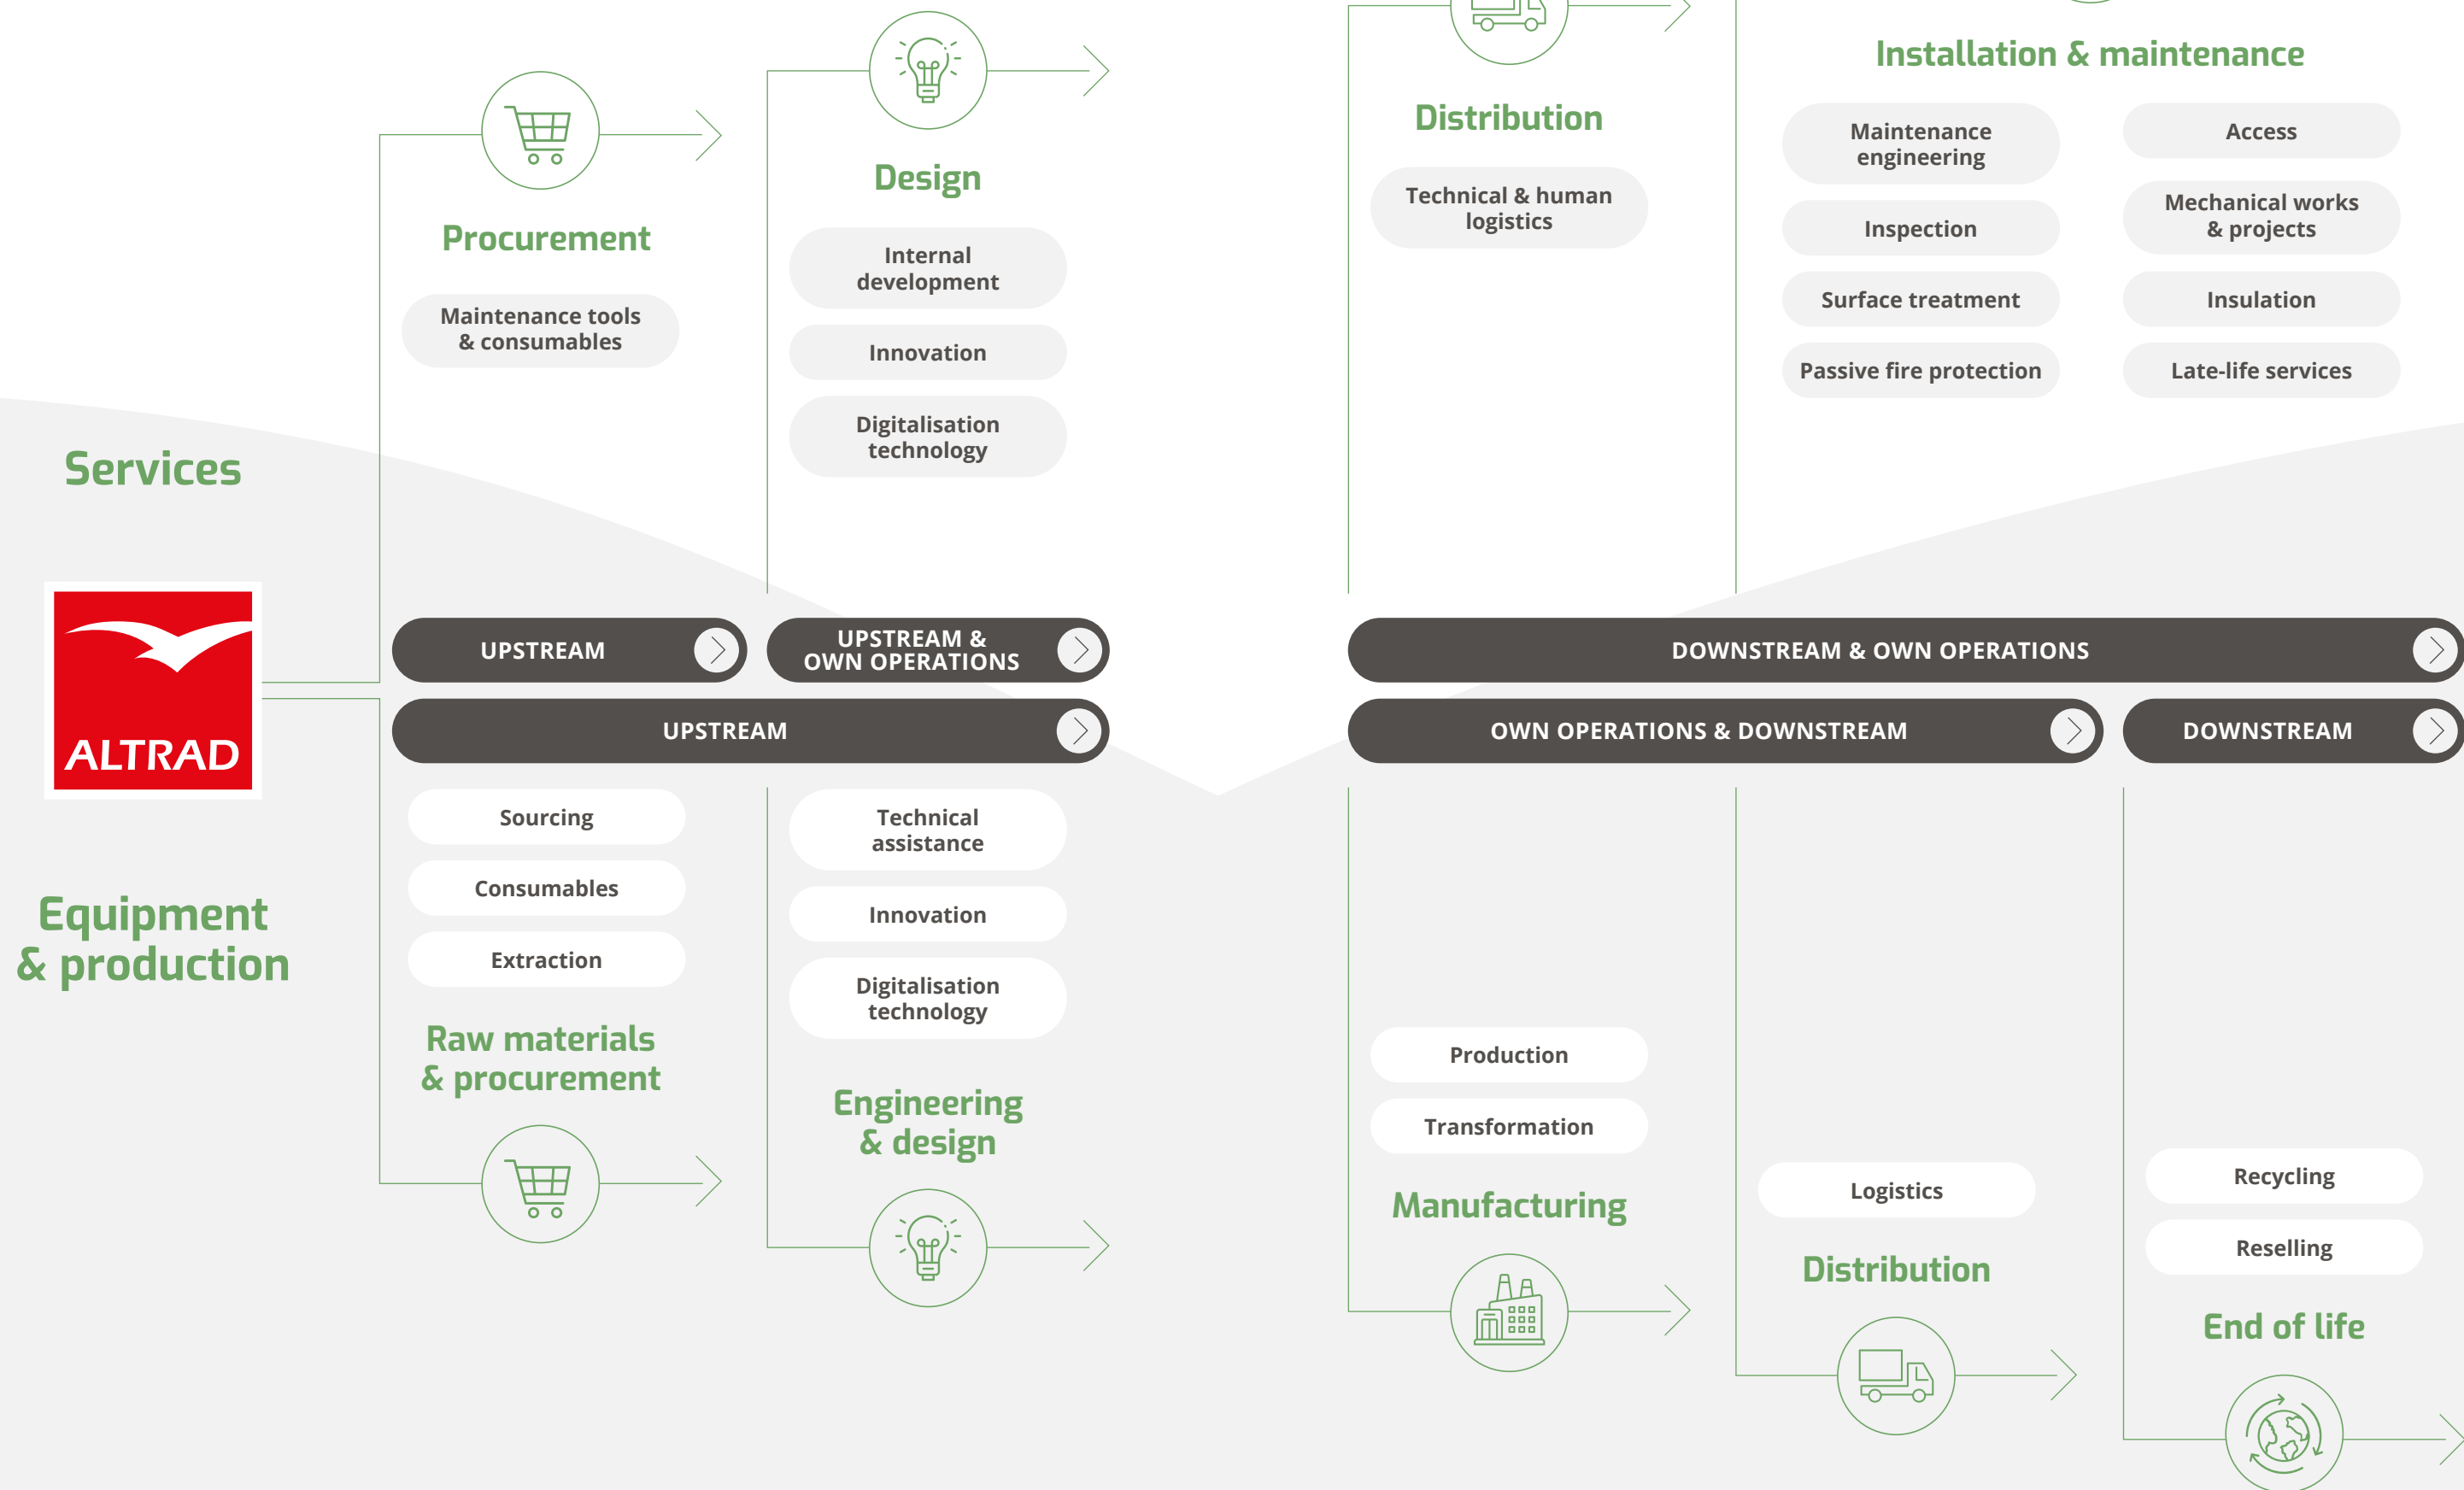 Installation & maintenance
Distribution
Maintenance
engineering
Access
Design
Technical & human
logistics
Mechanical works
& projects
Procurement
Inspection
Internal
development
Surface treatment
Insulation
Maintenance tools
& consumables
Innovation
Passive fire protection
Late-life services
Digitalisation
technology
Services
UPSTREAM
UPSTREAM &
OWN OPERATIONS
DOWNSTREAM & OWN OPERATIONS
ALTRAD
UPSTREAM
OWN OPERATIONS & DOWNSTREAM
DOWNSTREAM
Equipment
& production
Sourcing
Consumables
Extraction
Raw materials
& procurement
Technical
assistance
Innovation
Digitalisation
technology
Engineering
& design
Production
Transformation
Manufacturing
Logistics
Distribution
Recycling
Reselling
End of life